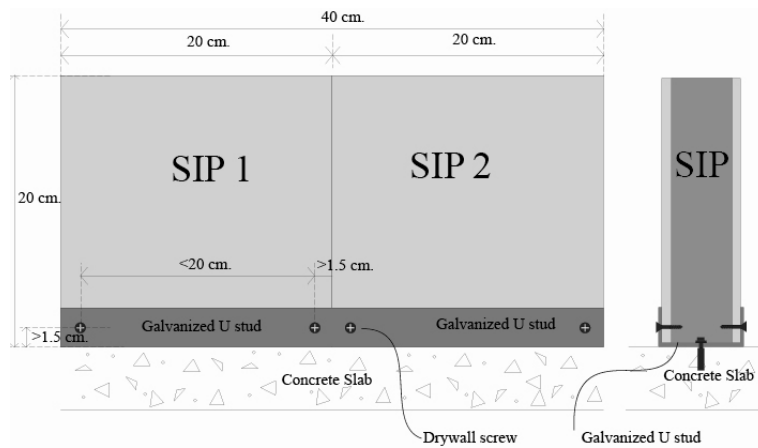 40 cm.
20 cm.
20 cm.
SIP 1
SIP 2
SIP
20 cm.
<20 cm.
>1.5 cm.
>1.5 cm.
Galvanized U stud
Galvanized U stud
Concrete Slab
Concrete Slab
Drywall screw
Galvanized U stud